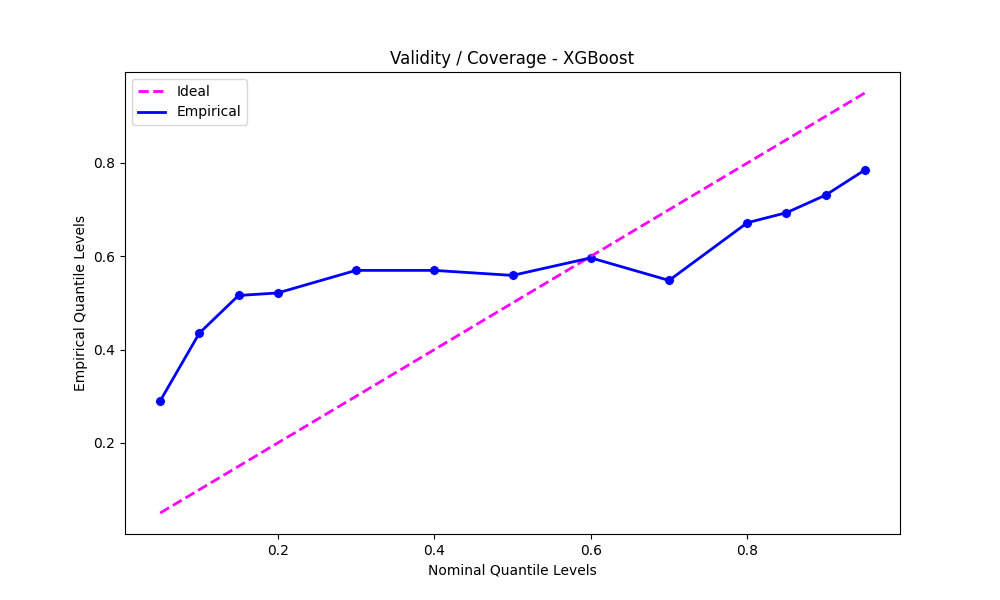 Validity / Coverage - XGBoost
Ideal
Empirical
Empirical Quantile Levels
0.8
0.6
0.4
0.2
0.2
0.4
0.6
0.8
Nominal Quantile Levels